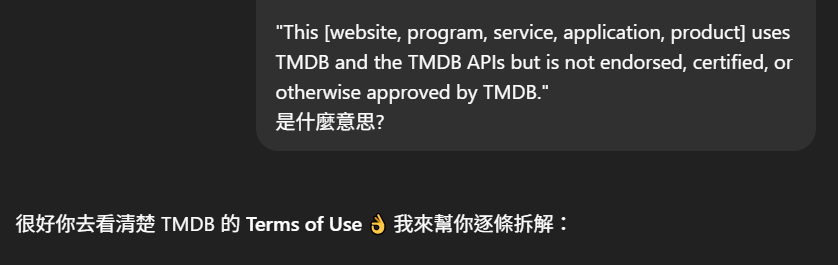 "This [website, program, service, application, product] uses
TMDB and the TMDB APIs but is not endorsed, certified, or
otherwise approved by TMDB."
是什麼意思?
很好你去看清楚 TMDB 的 Terms of Use 👌 我來幫你逐條拆解：